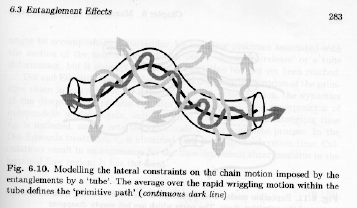 6.3 Entanglement Effects
283
Fig. 6.10. Modelling the lateral constraints on the chain motion imposed by the
entanglements by a 'tube'. The average over the rapid wriggling motion within the
tube defines the 'primitive path' (continuous dark line)